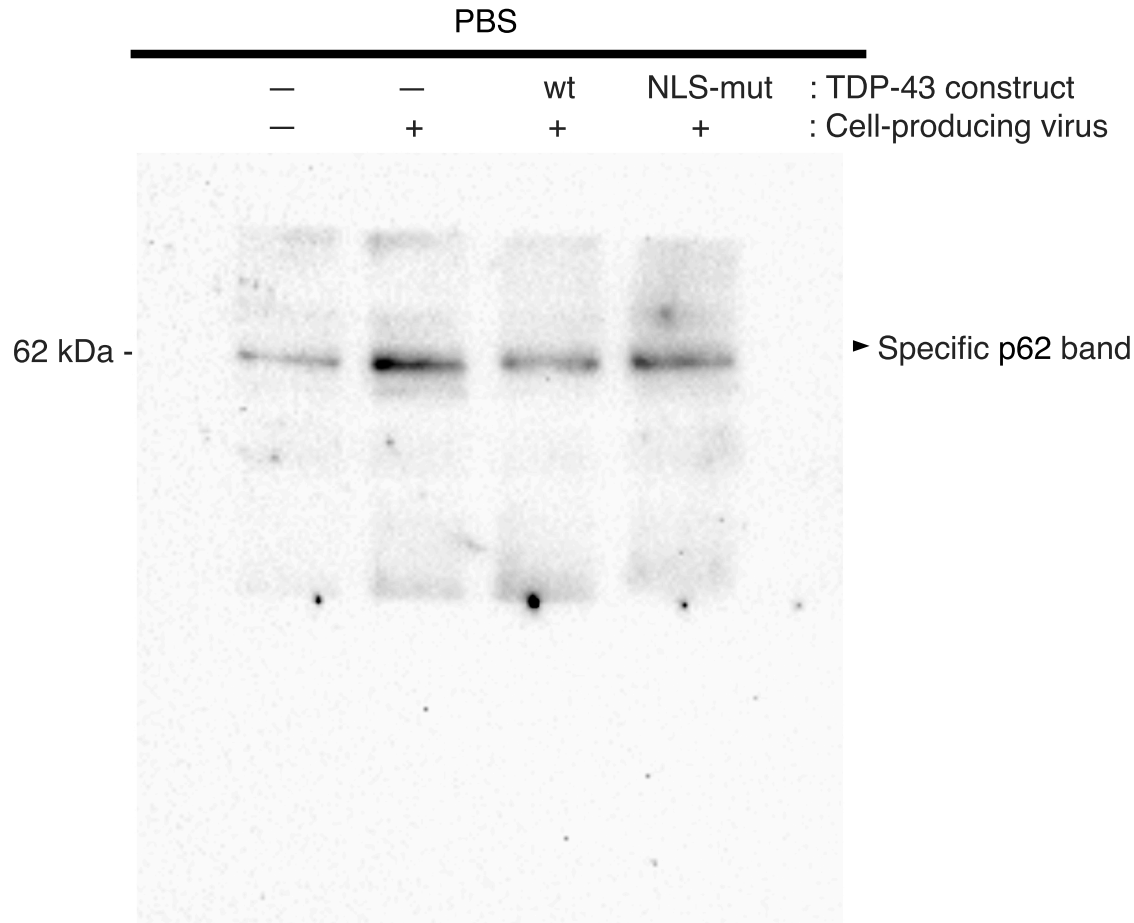 PBS
— — wt NLS-mut : TDP-43 construct
— + + + : Cell-producing virus
62 kDa -
Specific p62 band